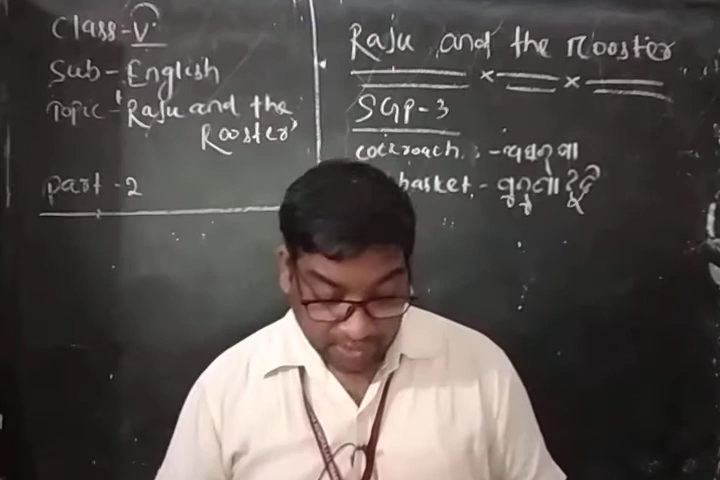 Class-V
Sub-English
Topic-'Raju and the
Rooster'
part-2
Raju and the Rooster
SGP-3
cockroach :-
basket -